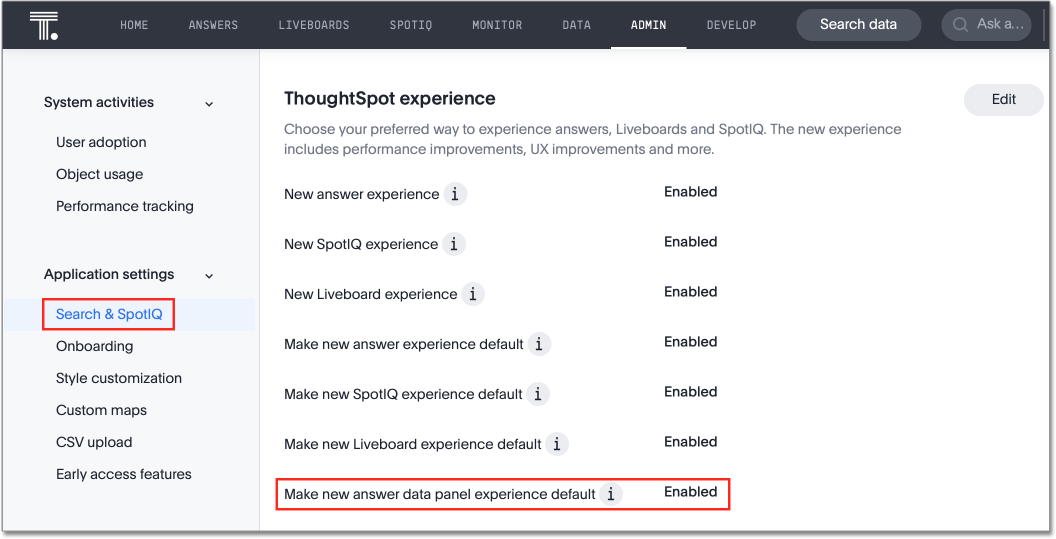 HOME ANSWERS LIVEBOARDS SPOTIQ MONITOR DATA ADMIN DEVELOP Search data Ask a...
System activities
User adoption
Object usage
Performance tracking
Application settings
Search & SpotIQ
Onboarding
Style customization
Custom maps
CSV upload
Early access features
ThoughtSpot experience
Edit
Choose your preferred way to experience answers, Liveboards and SpotIQ. The new experience
includes performance improvements, UX improvements and more.
New answer experience i Enabled
New SpotIQ experience i Enabled
New Liveboard experience i Enabled
Make new answer experience default i Enabled
Make new SpotIQ experience default i Enabled
Make new Liveboard experience default i Enabled
Make new answer data panel experience default i Enabled